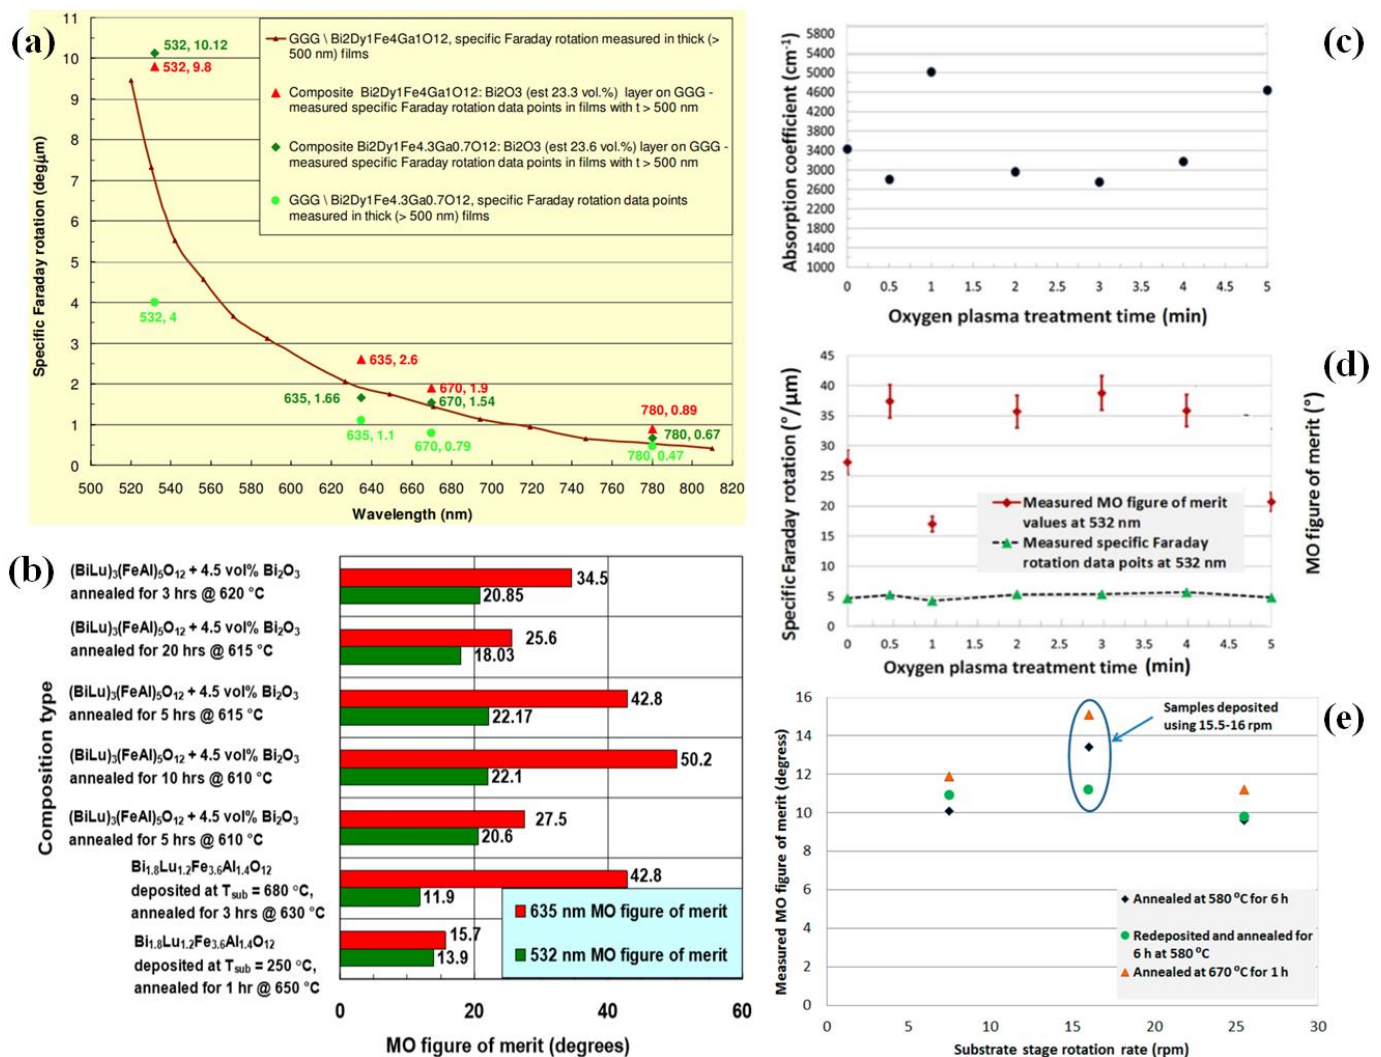 (a)
11
10
9
8
7
6
5
4
3
2
1
0
Specific Faraday rotation (deg\µm)
500 520 540 560 580 600 620 640 660 680 700 720 740 760 780 800 820
Wavelength (nm)
GGG \ Bi2Dy1Fe4Ga1O12, specific Faraday rotation measured in thick (>
500 nm) films
Composite Bi2Dy1Fe4Ga1O12: Bi2O3 (est 23.3 vol.%) layer on GGG -
measured specific Faraday rotation data points in films with t > 500 nm
Composite Bi2Dy1Fe4.3Ga0.7O12: Bi2O3 (est 23.6 vol.%) layer on GGG -
measured specific Faraday rotation data points in films with t > 500 nm
GGG \ Bi2Dy1Fe4.3Ga0.7O12, specific Faraday rotation data points
measured in thick (> 500 nm) films
532, 10.12
532, 9.8
532, 4
635, 2.6
635, 1.66
635, 1.1
670, 1.9
670, 1.54
670, 0.79
780, 0.89
780, 0.67
780, 0.47
(b)
Composition type
(BiLu)₃(FeAl)₅O₁₂ + 4.5 vol% Bi₂O₃
annealed for 3 hrs @ 620 °C
34.5
20.85
(BiLu)₃(FeAl)₅O₁₂ + 4.5 vol% Bi₂O₃
annealed for 20 hrs @ 615 °C
25.6
18.03
(BiLu)₃(FeAl)₅O₁₂ + 4.5 vol% Bi₂O₃
annealed for 5 hrs @ 615 °C
42.8
22.17
(BiLu)₃(FeAl)₅O₁₂ + 4.5 vol% Bi₂O₃
annealed for 10 hrs @ 610 °C
50.2
22.1
(BiLu)₃(FeAl)₅O₁₂ + 4.5 vol% Bi₂O₃
annealed for 5 hrs @ 610 °C
27.5
20.6
Bi₁.₈Lu₁.₂Fe₃.₆Al₁.₄O₁₂
deposited at Tsub = 680 °C,
annealed for 3 hrs @ 630 °C
42.8
11.9
Bi₁.₈Lu₁.₂Fe₃.₆Al₁.₄O₁₂
deposited at Tsub = 250 °C,
annealed for 1 hr @ 650 °C
15.7
13.9
635 nm MO figure of merit
532 nm MO figure of merit
0 20 40 60
MO figure of merit (degrees)
(c)
Absorption coefficient (cm⁻¹)
5800
5400
5000
4600
4200
3800
3400
3000
2600
2200
1800
1400
1000
0 0.5 1 2 3 4 5
Oxygen plasma treatment time (min)
(d)
Specific Faraday rotation (°/µm)
45
40
35
30
25
20
15
10
5
0
MO figure of merit (°)
Measured MO figure of merit
values at 532 nm
Measured specific Faraday
rotation data poits at 532 nm
0 0.5 1 2 3 4 5
Oxygen plasma treatment time (min)
(e)
Measured MO figure of merit (degrees)
16
14
12
10
8
6
4
2
0
Samples deposited
using 15.5-16 rpm
Annealed at 580 °C for 6 h
Redeposited and annealed for
6 h at 580 °C
Annealed at 670 °C for 1 h
0 5 10 15 20 25 30
Substrate stage rotation rate (rpm)